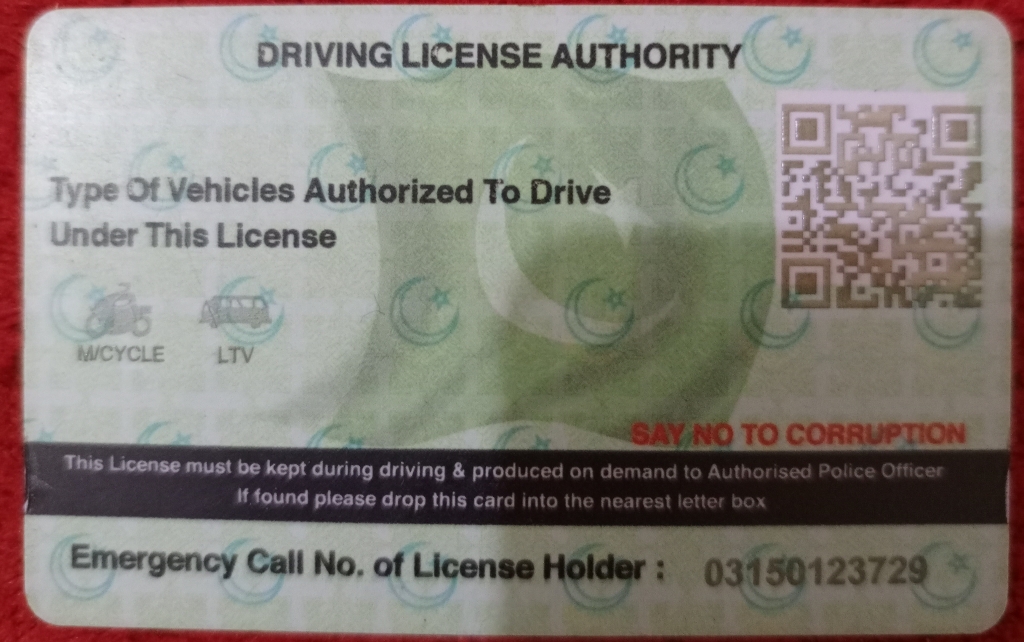 DRIVING LICENSE AUTHORITY
Type Of Vehicles Authorized To Drive
Under This License
M/CYCLE LTV
SAY NO TO CORRUPTION
This License must be kept during driving & produced on demand to Authorised Police Officer
If found please drop this card into the nearest letter box
Emergency Call No. of License Holder : 03150123729